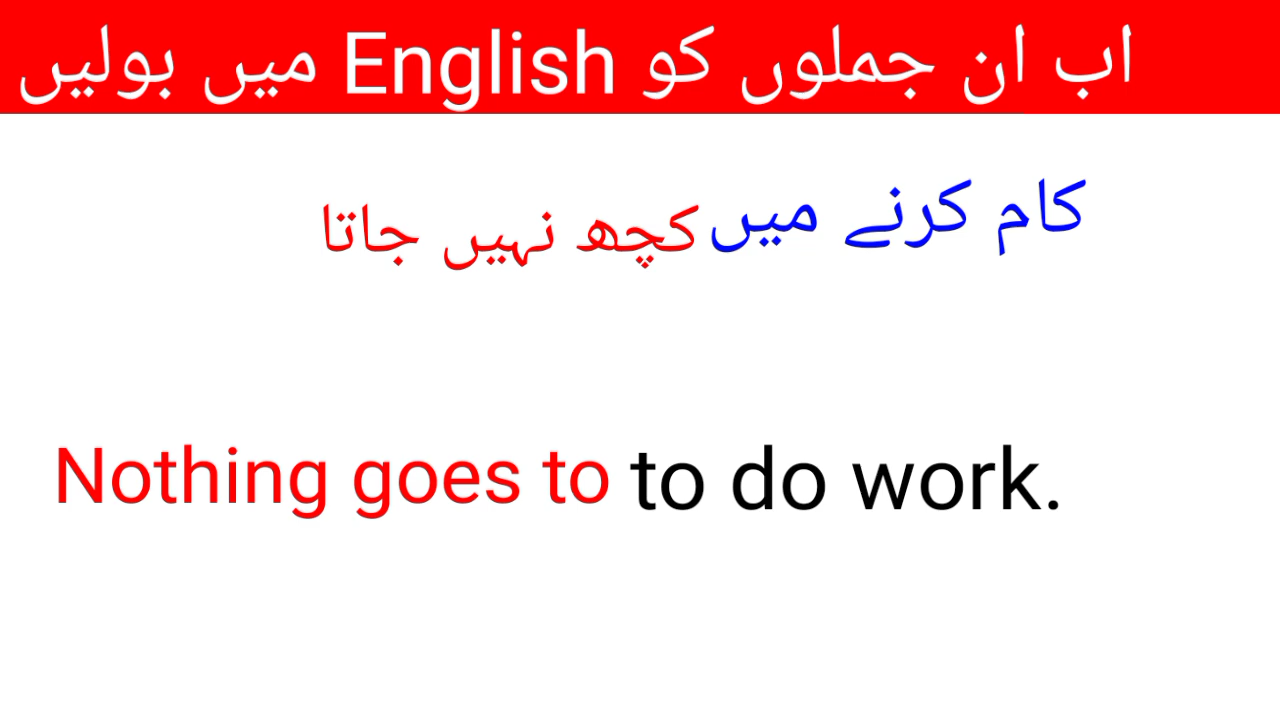 اب ان جملوں کو English میں بولیں
کام کرنے میں کچھ نہیں جاتا
Nothing goes to to do work.